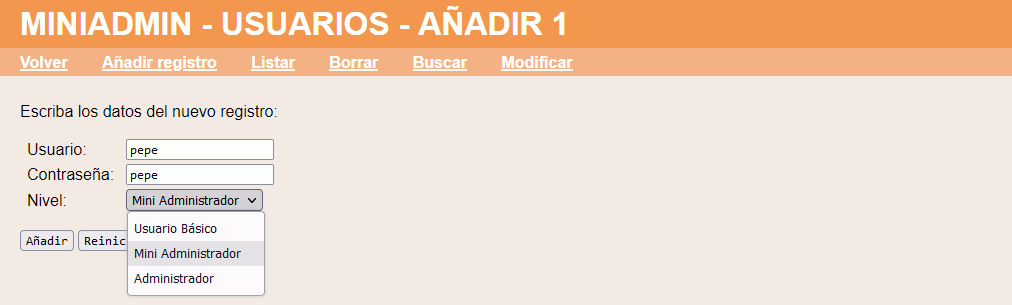 MINIADMIN - USUARIOS - AÑADIR 1
Volver Añadir registro Listar Borrar Buscar Modificar
Escriba los datos del nuevo registro:
Usuario: pepe
Contraseña: pepe
Nivel: Mini Administrador
Usuario Básico
Mini Administrador
Administrador
Añadir Reinic